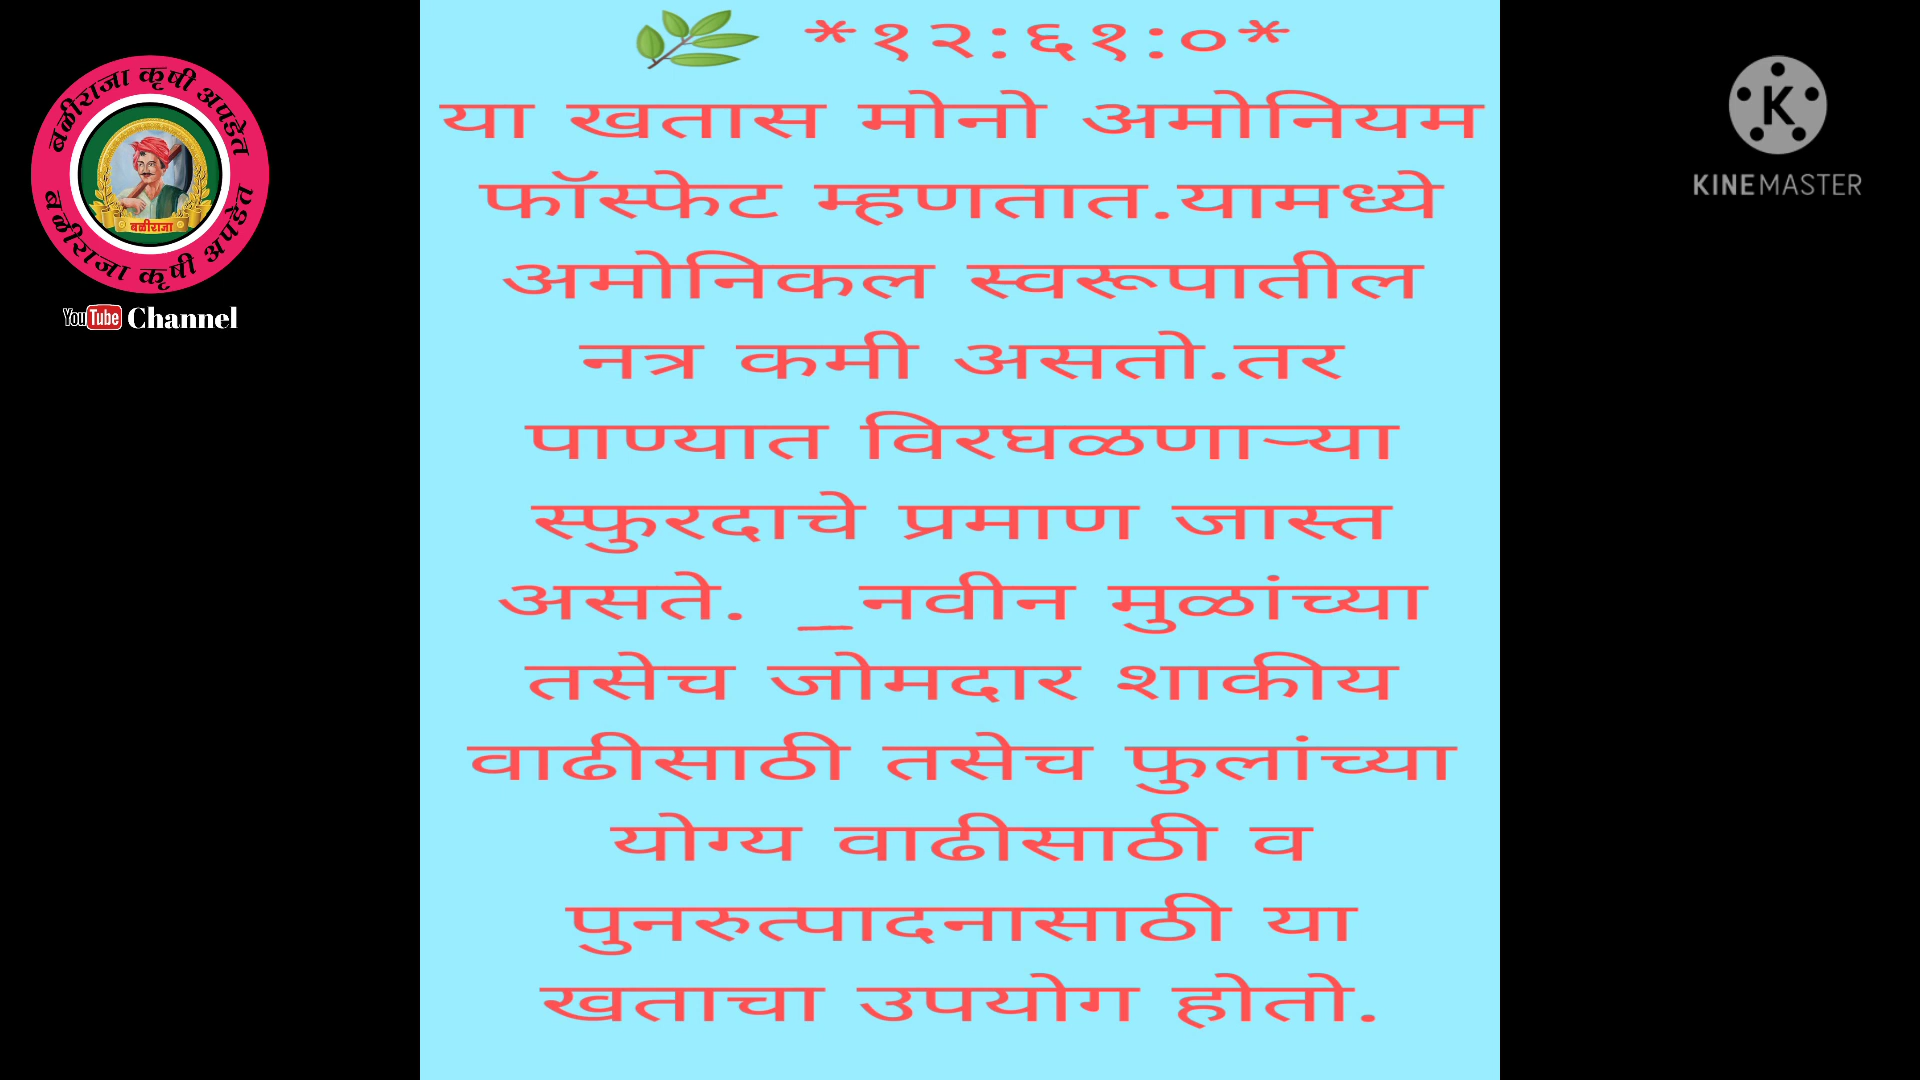 बळीराजा कृषी अपडेत
बळीराजा
बळीराजा कृषी अपडेत
YouTube Channel
*१२:६१:०*
या खतास मोनो अमोनियम
फॉस्फेट म्हणतात.यामध्ये
अमोनिकल स्वरूपातील
नत्र कमी असतो.तर
पाण्यात विरघळणाऱ्या
स्फुरदाचे प्रमाण जास्त
असते. _नवीन मुळांच्या
तसेच जोमदार शाकीय
वाढीसाठी तसेच फुलांच्या
योग्य वाढीसाठी व
पुनरुत्पादनासाठी या
खताचा उपयोग होतो.
K
KINEMASTER